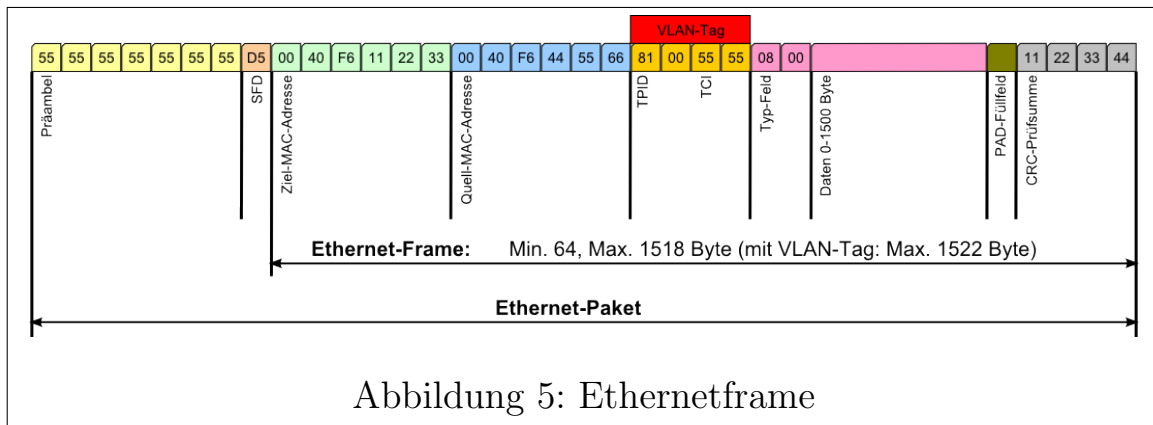 VLAN-Tag
55 55 55 55 55 55 55 D5 00 40 F6 11 22 33 00 40 F6 44 55 66 81 00 55 55 08 00 11 22 33 44
Präambel
SFD
Ziel-MAC-Adresse
Quell-MAC-Adresse
TPID
TCI
Typ-Feld
Daten 0-1500 Byte
PAD-Füllfeld
CRC-Prüfsumme
Ethernet-Frame: Min. 64, Max. 1518 Byte (mit VLAN-Tag: Max. 1522 Byte)
Ethernet-Paket
Abbildung 5: Ethernetframe